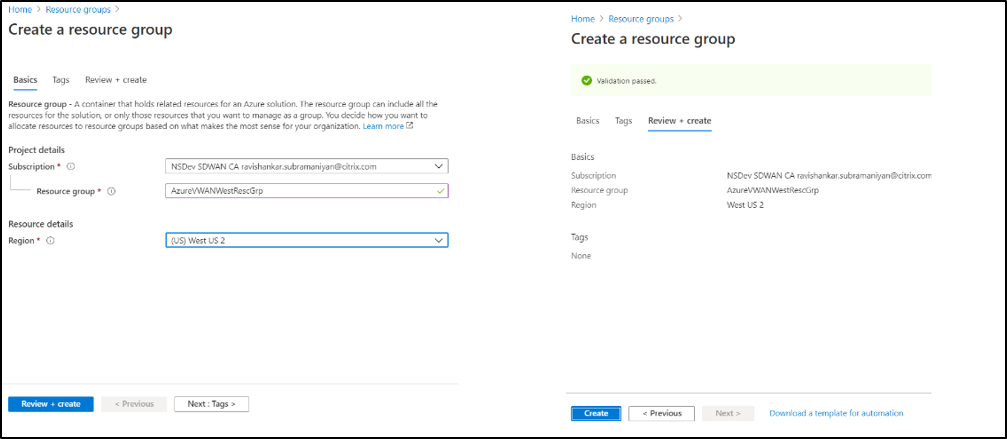 Home > Resource groups >
Create a resource group
Basics Tags Review + create
Resource group - A container that holds related resources for an Azure solution. The resource group can include all the
resources for the solution, or only those resources that you want to manage as a group. You decide how you want to
allocate resources to resource groups based on what makes the most sense for your organization. Learn more
Project details
Subscription * NSDev SDWAN CA ravishankar.subramaniyan@citrix.com
Resource group * AzureVWANWestRescGrp
Resource details
Region * (US) West US 2
Review + create < Previous Next : Tags >
Home > Resource groups >
Create a resource group
Validation passed.
Basics Tags Review + create
Basics
Subscription NSDev SDWAN CA ravishankar.subramaniyan@citrix.com
Resource group AzureVWANWestRescGrp
Region West US 2
Tags
None
Create < Previous Next > Download a template for automation